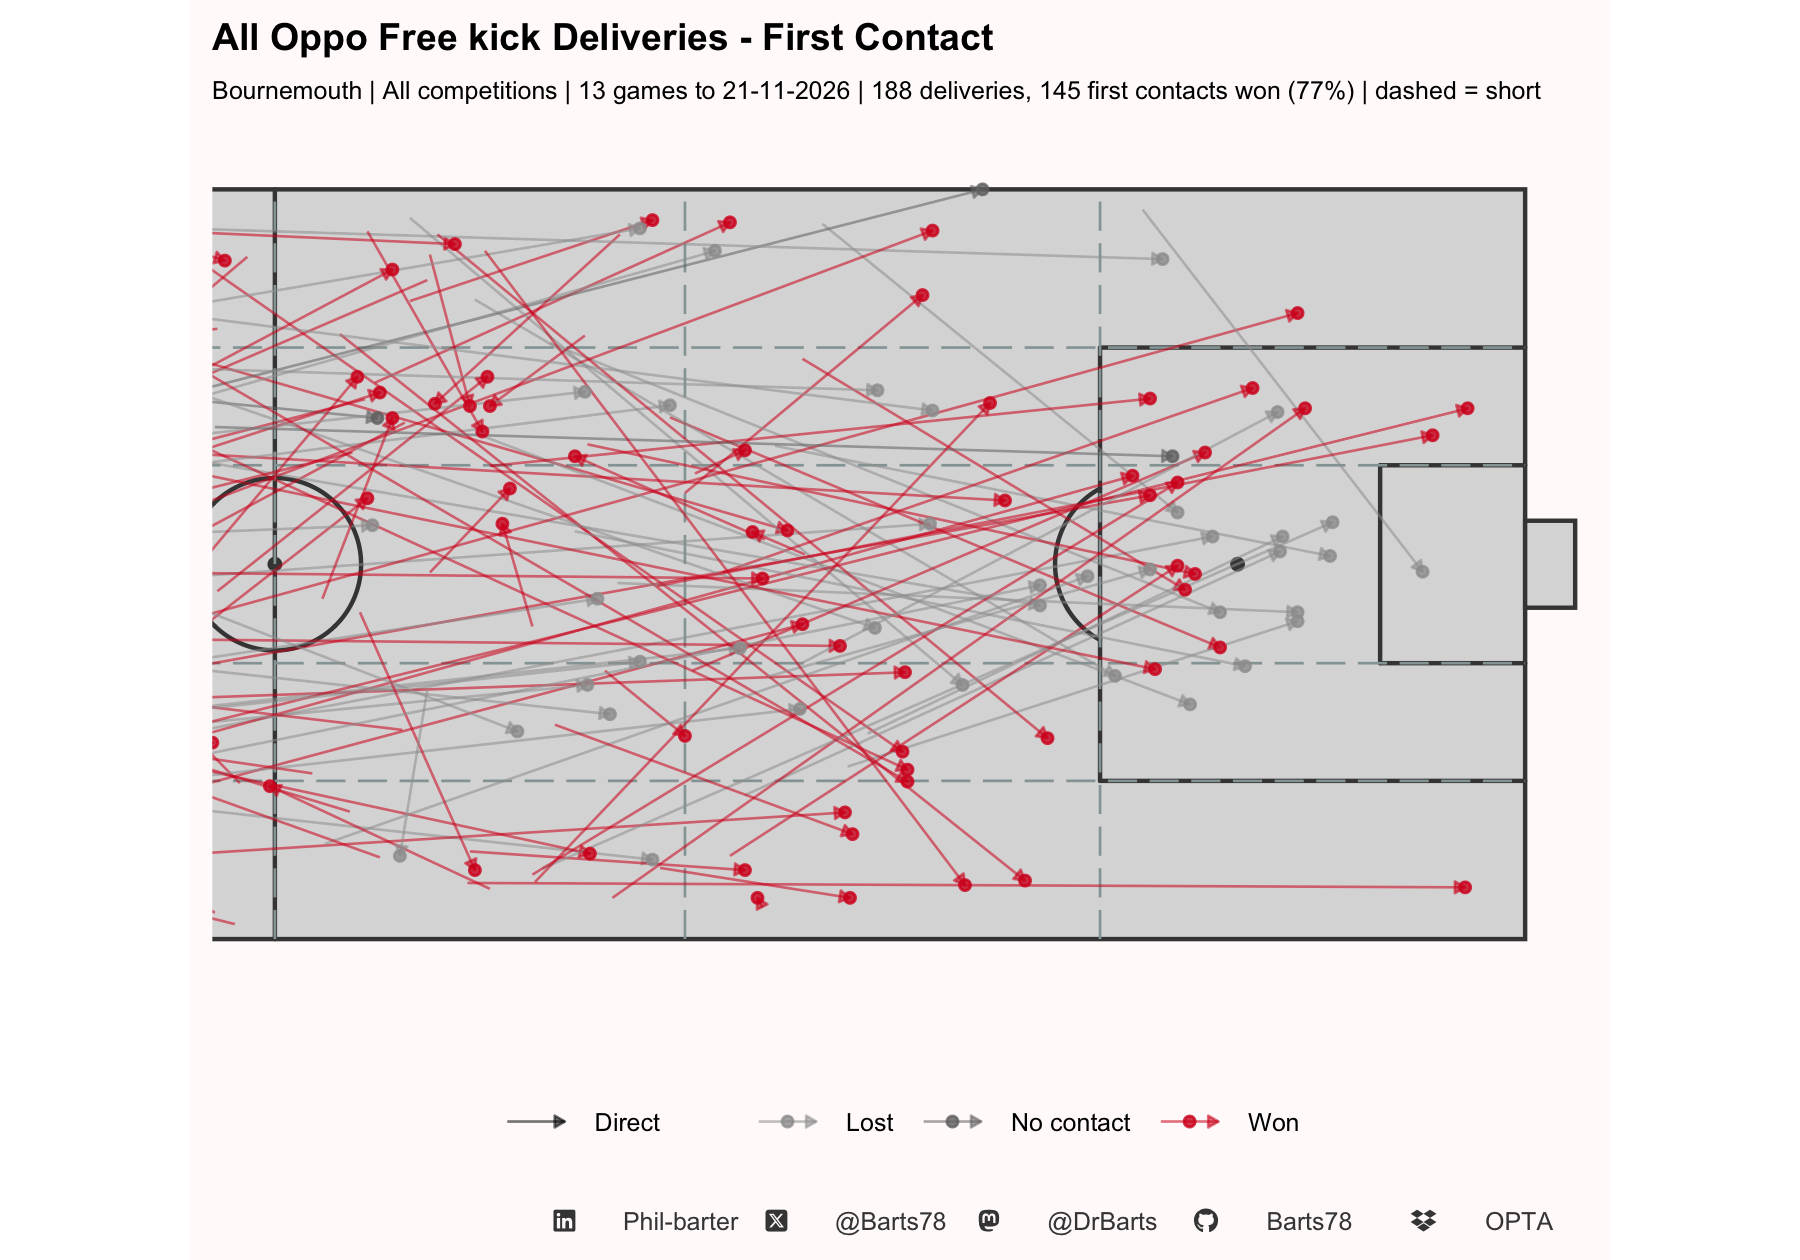 All Oppo Free kick Deliveries - First Contact
Bournemouth | All competitions | 13 games to 21-11-2026 | 188 deliveries, 145 first contacts won (77%) | dashed = short
Direct Lost No contact Won
Phil-barter @Barts78 @DrBarts Barts78 OPTA